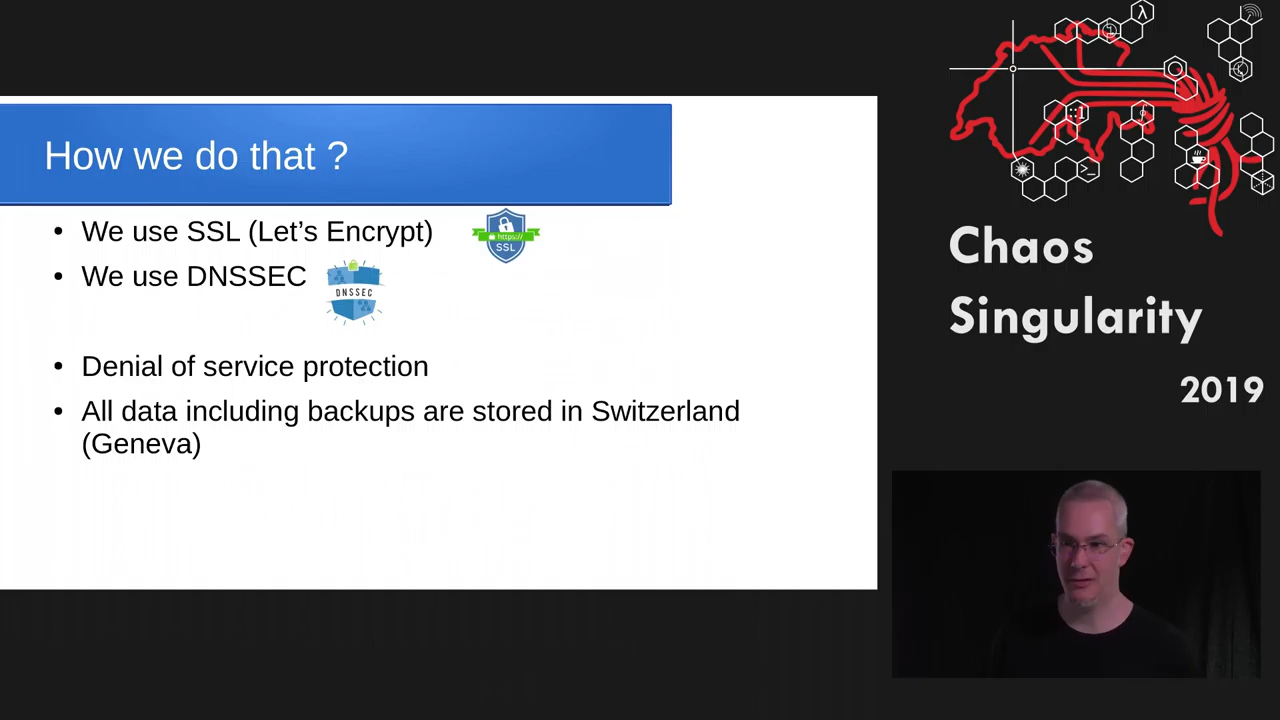 How we do that ?
• We use SSL (Let’s Encrypt)
https://
SSL
• We use DNSSEC
DNSSEC
• Denial of service protection
• All data including backups are stored in Switzerland
(Geneva)
λ
::1
>_
Chaos
Singularity
2019